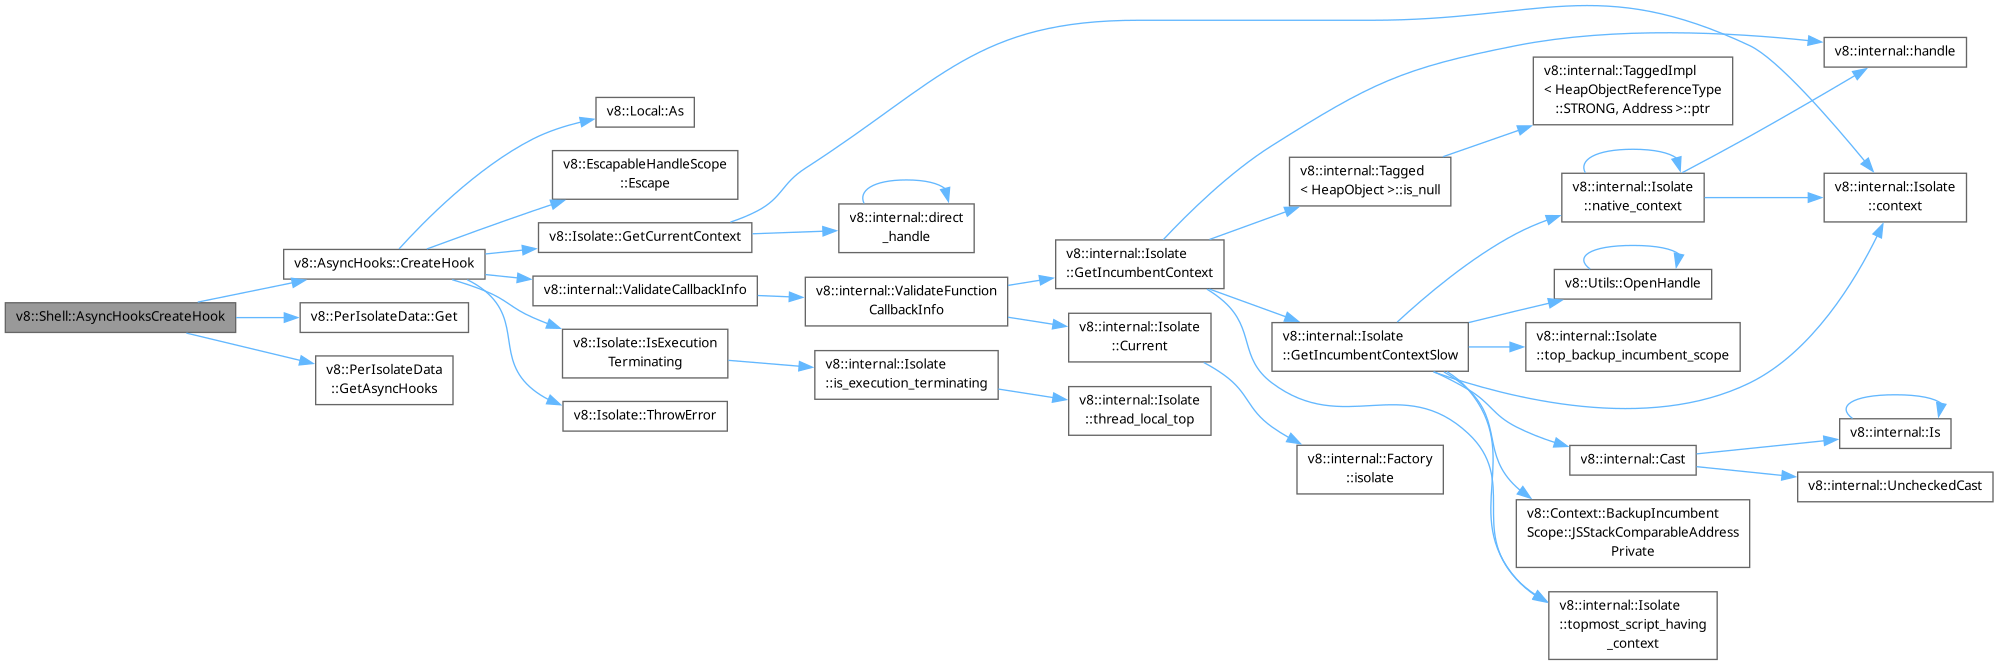 v8::Shell::AsyncHooksCreateHook
v8::AsyncHooks::CreateHook
v8::PerIsolateData::Get
v8::PerIsolateData
::GetAsyncHooks
v8::Local::As
v8::EscapableHandleScope
::Escape
v8::Isolate::GetCurrentContext
v8::internal::ValidateCallbackInfo
v8::Isolate::IsExecution
Terminating
v8::Isolate::ThrowError
v8::internal::direct
_handle
v8::internal::ValidateFunction
CallbackInfo
v8::internal::Isolate
::is_execution_terminating
v8::internal::Isolate
::GetIncumbentContext
v8::internal::Isolate
::Current
v8::internal::Isolate
::thread_local_top
v8::internal::Tagged
< HeapObject >::is_null
v8::internal::Isolate
::GetIncumbentContextSlow
v8::internal::Factory
::isolate
v8::internal::TaggedImpl
< HeapObjectReferenceType
::STRONG, Address >::ptr
v8::internal::Isolate
::native_context
v8::Utils::OpenHandle
v8::internal::Isolate
::top_backup_incumbent_scope
v8::internal::Cast
v8::Context::BackupIncumbent
Scope::JSStackComparableAddress
Private
v8::internal::Isolate
::topmost_script_having
_context
v8::internal::handle
v8::internal::Isolate
::context
v8::internal::Is
v8::internal::UncheckedCast